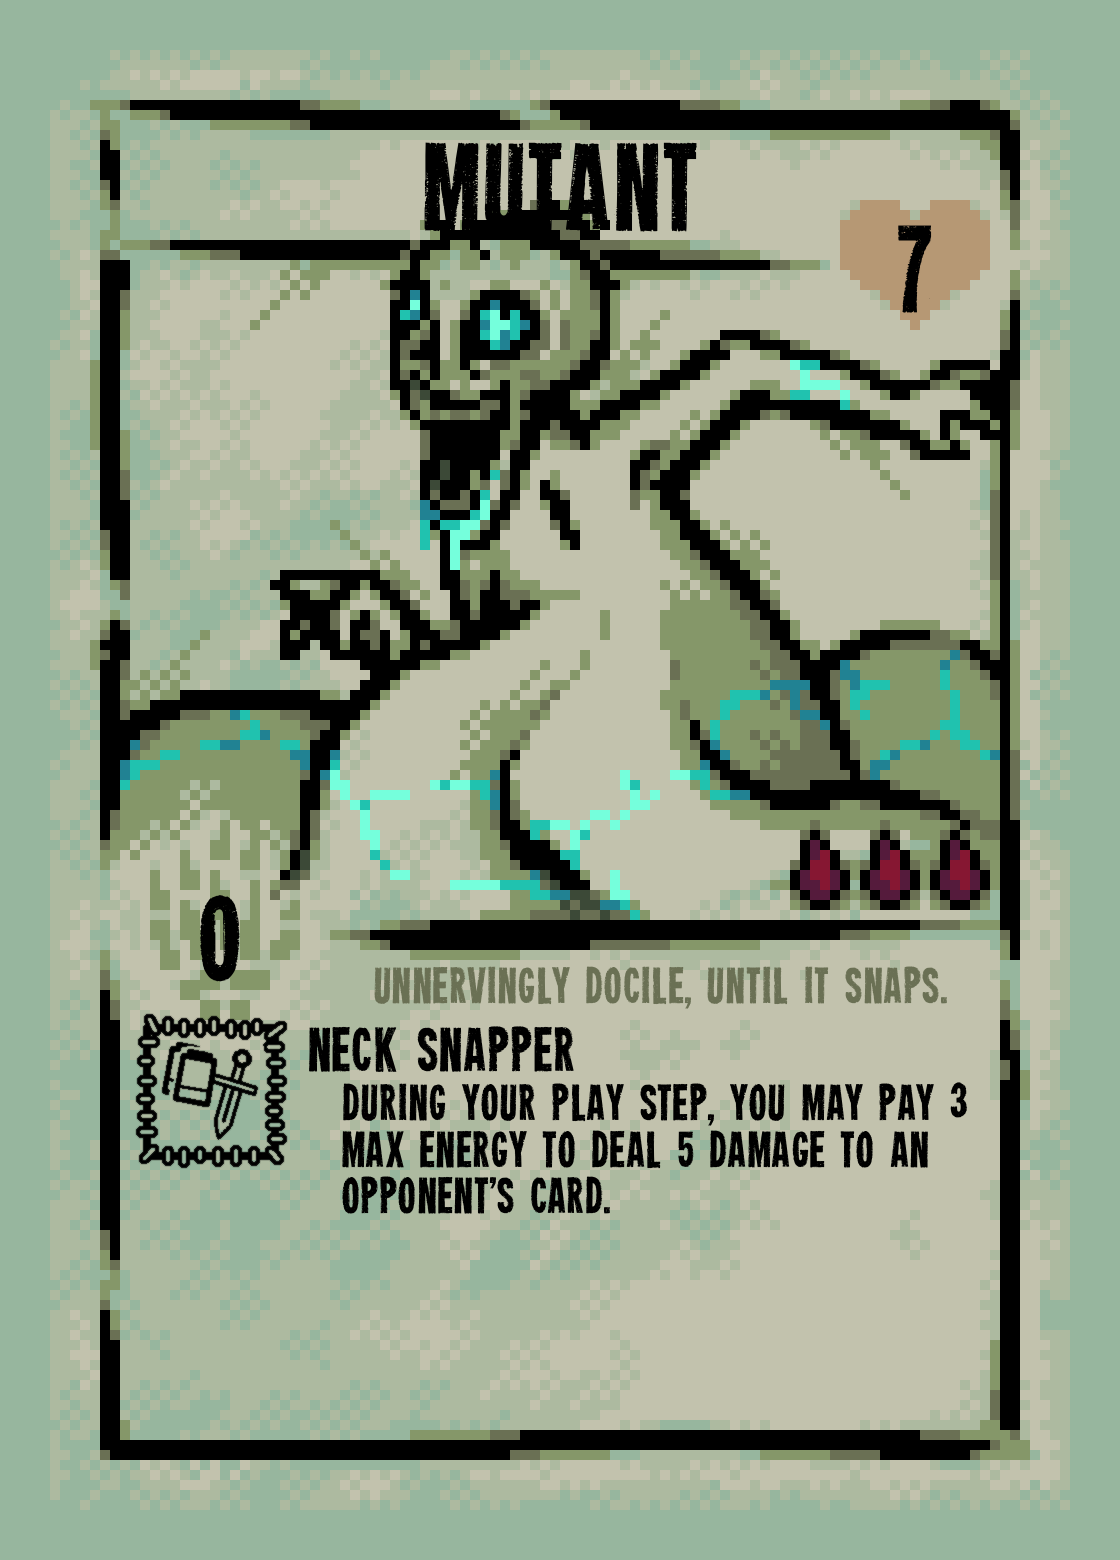 MUTANT
7
0
UNNERVINGLY DOCILE, UNTIL IT SNAPS.
NECK SNAPPER
DURING YOUR PLAY STEP, YOU MAY PAY 3
MAX ENERGY TO DEAL 5 DAMAGE TO AN
OPPONENT'S CARD.